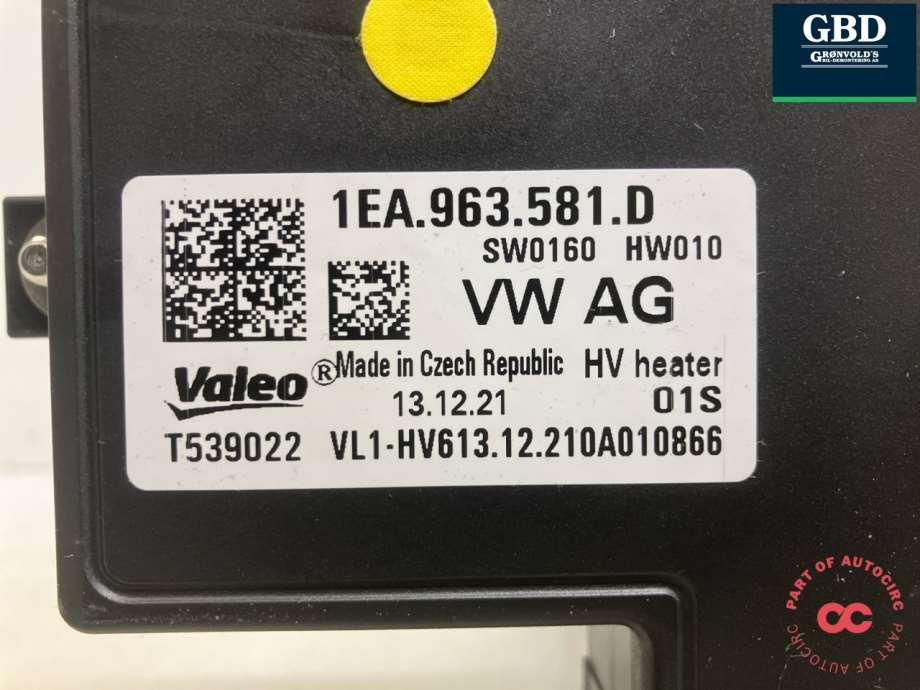 GBD
GRØNVOLD'S
BIL-DEMONTERING AS
1EA.963.581.D
SW0160 HW010
VW AG
Valeo ® Made in Czech Republic HV heater
13.12.21 01S
T539022 VL1-HV613.12.210A010866
PART OF AUTOCIRC
PART OF AUTOCIRC